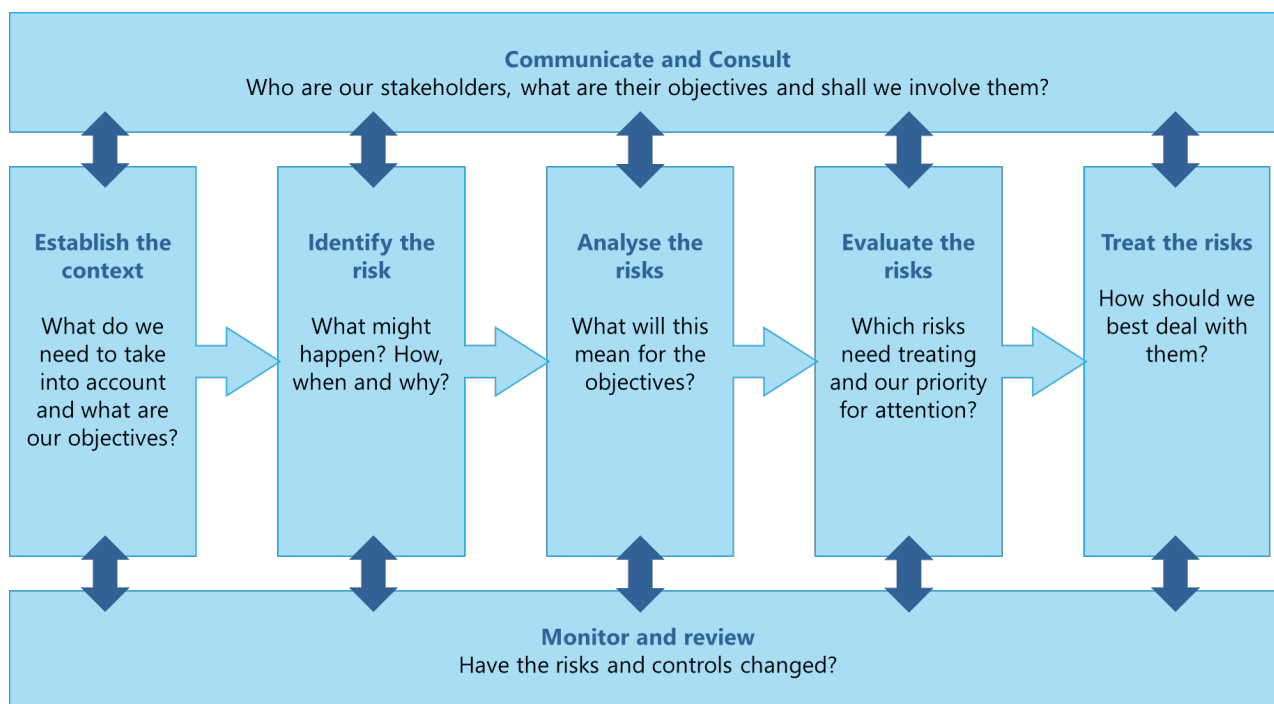 Communicate and Consult
Who are our stakeholders, what are their objectives and shall we involve them?
Establish the
context
What do we
need to take
into account
and what are
our objectives?
Identify the
risk
What might
happen? How,
when and why?
Analyse the
risks
What will this
mean for the
objectives?
Evaluate the
risks
Which risks
need treating
and our priority
for attention?
Treat the risks
How should we
best deal with
them?
Monitor and review
Have the risks and controls changed?